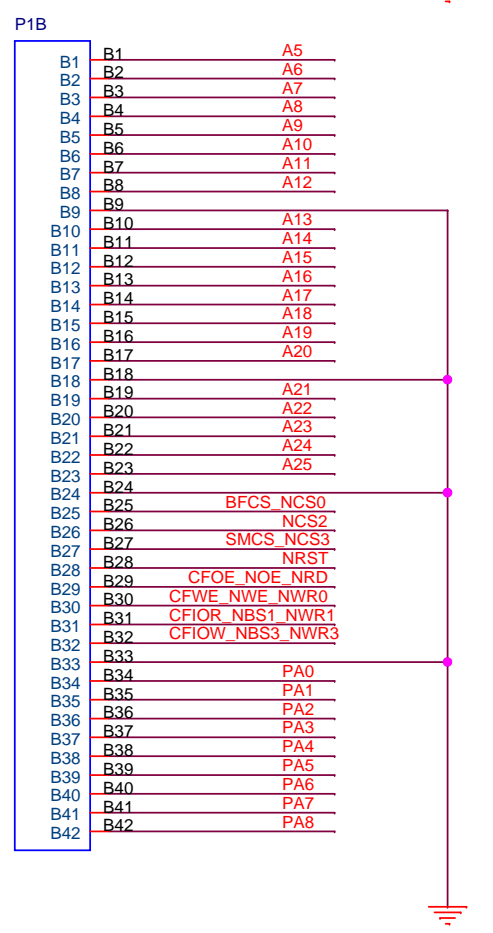 P1B
B1 B1 A5
B2 B2 A6
B3 B3 A7
B4 B4 A8
B5 B5 A9
B6 B6 A10
B7 B7 A11
B8 B8 A12
B9 B9
B10 B10 A13
B11 B11 A14
B12 B12 A15
B13 B13 A16
B14 B14 A17
B15 B15 A18
B16 B16 A19
B17 B17 A20
B18 B18
B19 B19 A21
B20 B20 A22
B21 B21 A23
B22 B22 A24
B23 B23 A25
B24 B24
B25 B25 BFCS_NCS0
B26 B26 NCS2
B27 B27 SMCS_NCS3
B28 B28 NRST
B29 B29 CFOE_NOE_NRD
B30 B30 CFWE_NWE_NWR0
B31 B31 CFIOR_NBS1_NWR1
B32 B32 CFIOW_NBS3_NWR3
B33 B33
B34 B34 PA0
B35 B35 PA1
B36 B36 PA2
B37 B37 PA3
B38 B38 PA4
B39 B39 PA5
B40 B40 PA6
B41 B41 PA7
B42 B42 PA8